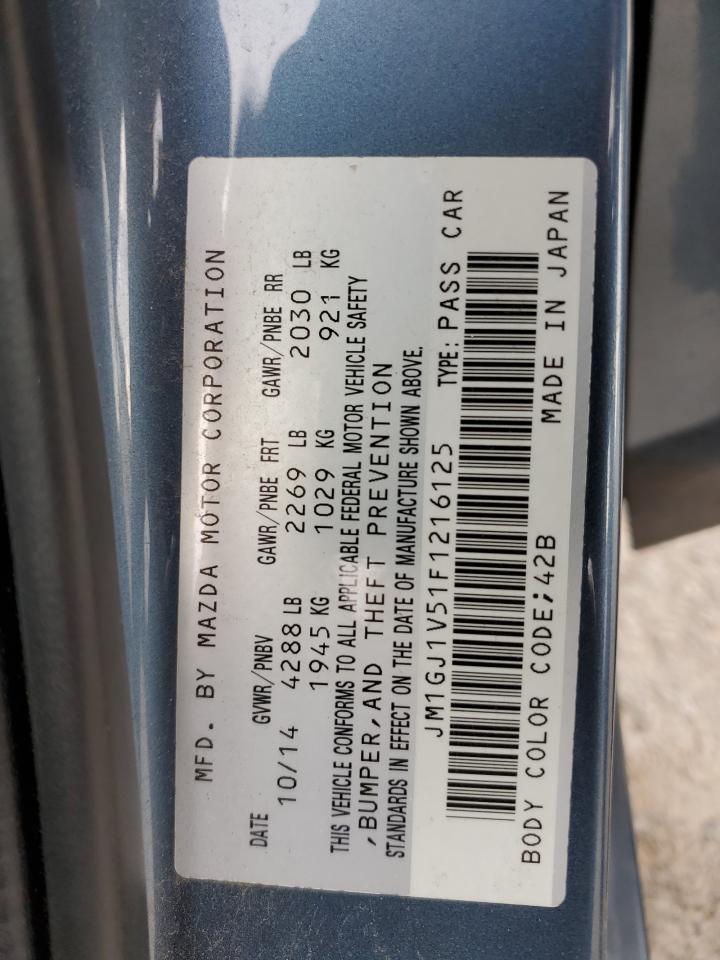 MFD. BY MAZDA MOTOR CORPORATION
DATE GVWR/PNBV GAWR/PNBE FRT GAWR/PNBE RR
10/14 4288 LB 2269 LB 2030 LB
1945 KG 1029 KG 921 KG
THIS VEHICLE CONFORMS TO ALL APPLICABLE FEDERAL MOTOR VEHICLE SAFETY
,BUMPER,AND THEFT PREVENTION
STANDARDS IN EFFECT ON THE DATE OF MANUFACTURE SHOWN ABOVE.
JM1GJ1V51F1216125 TYPE: PASS CAR
BODY COLOR CODE;42B MADE IN JAPAN